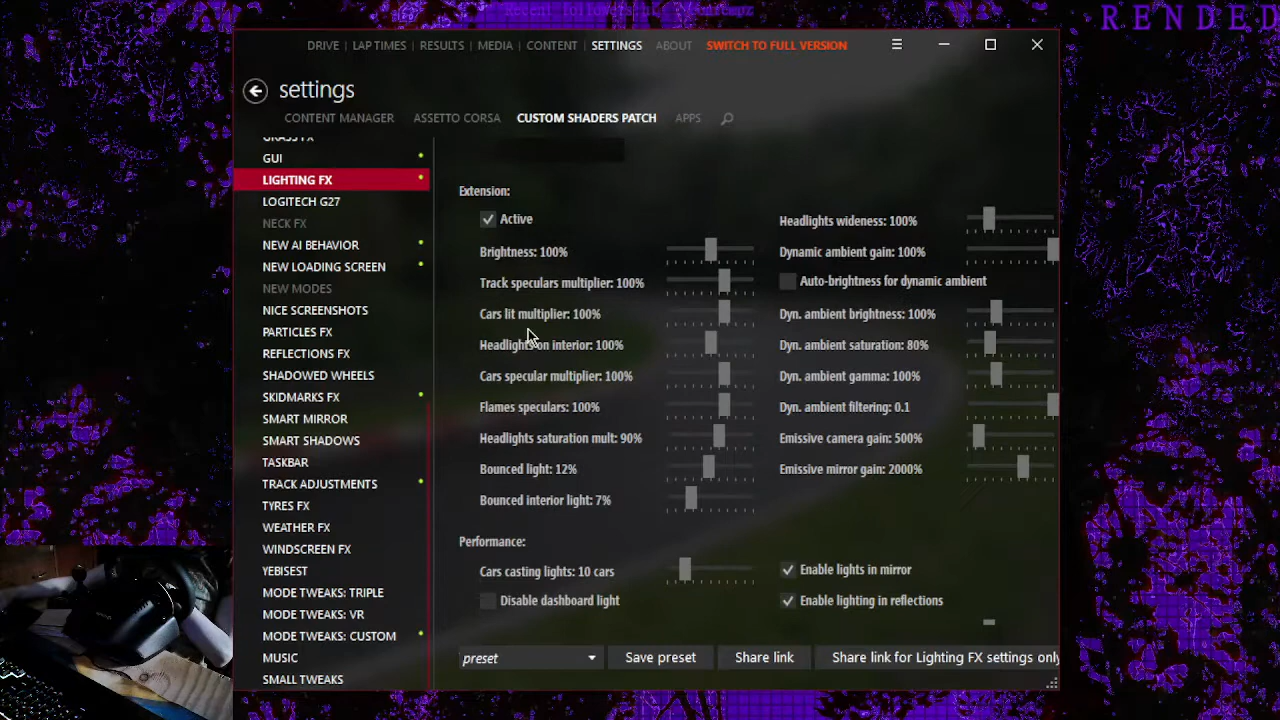 RENDED
DRIVE | LAP TIMES | RESULTS | MEDIA | CONTENT | SETTINGS | ABOUT SWITCH TO FULL VERSION
settings
CONTENT MANAGER ASSETTO CORSA CUSTOM SHADERS PATCH APPS
GRASS FX
GUI
LIGHTING FX
LOGITECH G27
NECK FX
NEW AI BEHAVIOR
NEW LOADING SCREEN
NEW MODES
NICE SCREENSHOTS
PARTICLES FX
REFLECTIONS FX
SHADOWED WHEELS
SKIDMARKS FX
SMART MIRROR
SMART SHADOWS
TASKBAR
TRACK ADJUSTMENTS
TYRES FX
WEATHER FX
WINDSCREEN FX
YEBISEST
MODE TWEAKS: TRIPLE
MODE TWEAKS: VR
MODE TWEAKS: CUSTOM
MUSIC
SMALL TWEAKS
Extension:
Active
Brightness: 100%
Track speculars multiplier: 100%
Cars lit multiplier: 100%
Headlights on interior: 100%
Cars specular multiplier: 100%
Flames speculars: 100%
Headlights saturation mult: 90%
Bounced light: 12%
Bounced interior light: 7%
Headlights wideness: 100%
Dynamic ambient gain: 100%
Auto-brightness for dynamic ambient
Dyn. ambient brightness: 100%
Dyn. ambient saturation: 80%
Dyn. ambient gamma: 100%
Dyn. ambient filtering: 0.1
Emissive camera gain: 500%
Emissive mirror gain: 2000%
Performance:
Cars casting lights: 10 cars
Disable dashboard light
Enable lights in mirror
Enable lighting in reflections
preset
Save preset
Share link
Share link for Lighting FX settings only